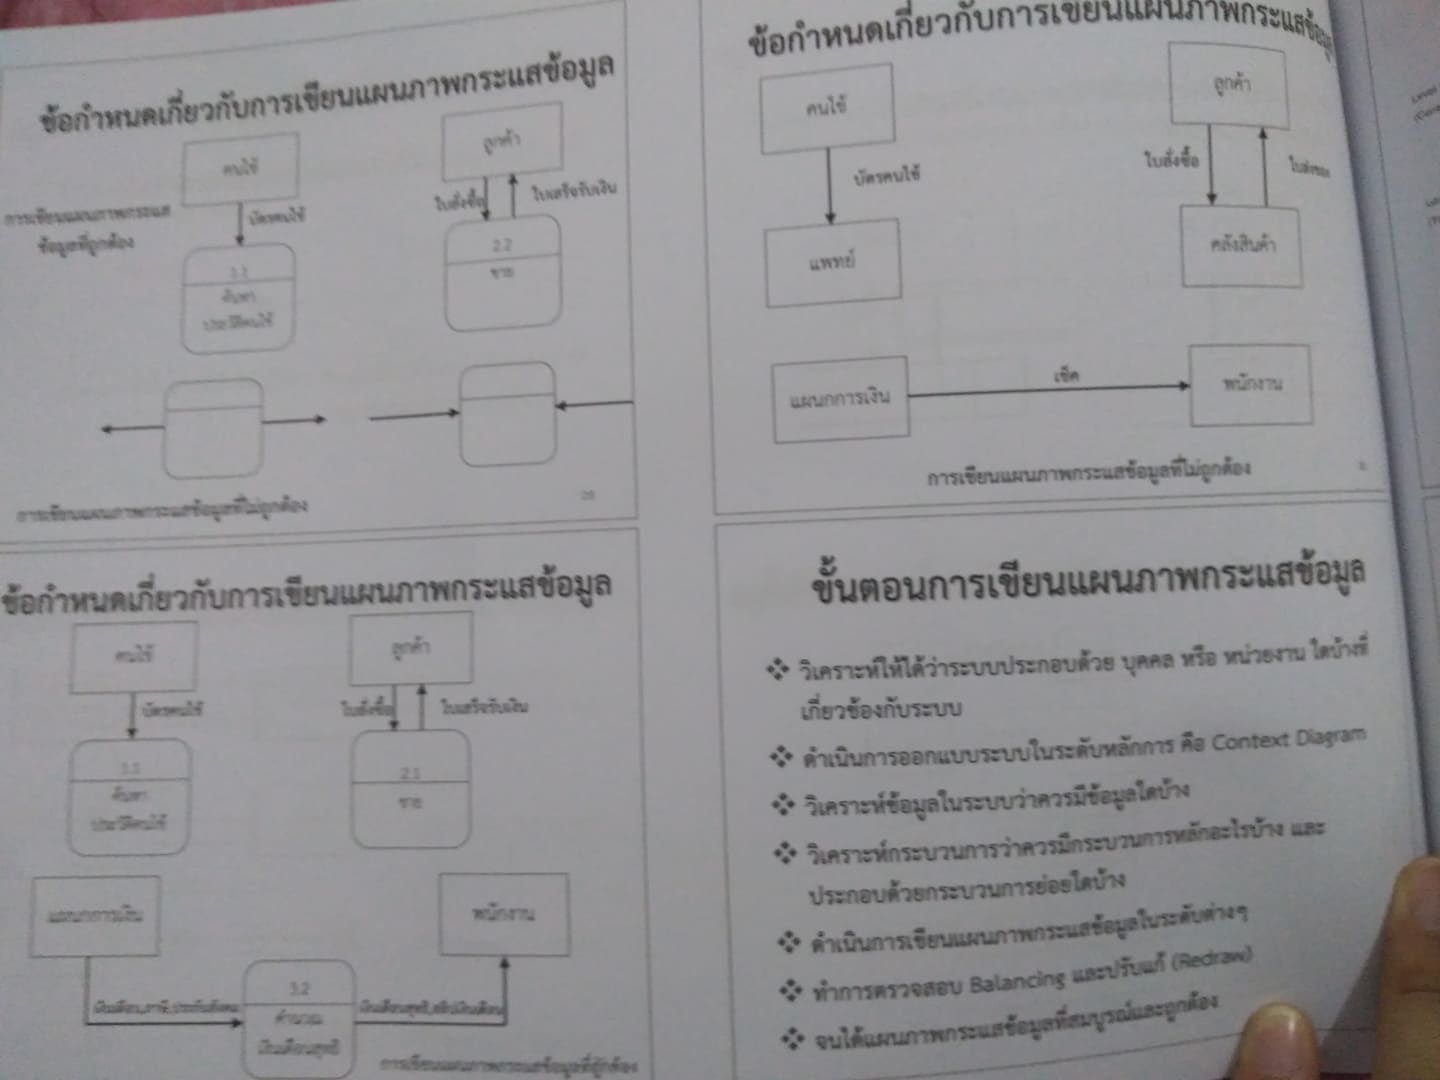 ข้อกำหนดเกี่ยวกับการเขียนแผนภาพกระแสข้อมูล
คนไข้
ลูกค้า
การเขียนแผนภาพกระแส
ข้อมูลที่ถูกต้อง
บัตรคนไข้
ใบสั่งซื้อ
ใบเสร็จรับเงิน
2.2
ขาย
ค้นหา
ประวัติคนไข้
การเขียนแผนภาพกระแสข้อมูลที่ไม่ถูกต้อง
ข้อกำหนดเกี่ยวกับการเขียนแผนภาพกระแสข้อมูล
คนไข้
ลูกค้า
บัตรคนไข้
ใบสั่งซื้อ
ใบส่งของ
แพทย์
คลังสินค้า
แผนกการเงิน
เช็ค
พนักงาน
การเขียนแผนภาพกระแสข้อมูลที่ไม่ถูกต้อง
ข้อกำหนดเกี่ยวกับการเขียนแผนภาพกระแสข้อมูล
คนไข้
ลูกค้า
บัตรคนไข้
ใบสั่งซื้อ
ใบเสร็จรับเงิน
2.1
ขาย
ค้นหา
ประวัติคนไข้
แผนกการเงิน
พนักงาน
เงินเดือน,ภาษี,ประกันสังคม
3.2
คำนวณ
เงินเดือนสุทธิ
เงินเดือนสุทธิ,สลิปเงินเดือน
ขั้นตอนการเขียนแผนภาพกระแสข้อมูล
❖ วิเคราะห์ให้ได้ว่าระบบประกอบด้วย บุคคล หรือ หน่วยงาน ใดบ้างที่
เกี่ยวข้องกับระบบ
❖ ดำเนินการออกแบบระบบในระดับหลักการ คือ Context Diagram
❖ วิเคราะห์ข้อมูลในระบบว่าควรมีข้อมูลใดบ้าง
❖ วิเคราะห์กระบวนการว่าควรมีกระบวนการหลักอะไรบ้าง และ
ประกอบด้วยกระบวนการย่อยใดบ้าง
❖ ดำเนินการเขียนแผนภาพกระแสข้อมูลในระดับต่างๆ
❖ ทำการตรวจสอบ Balancing และปรับแก้ (Redraw)
❖ จนได้แผนภาพกระแสข้อมูลที่สมบูรณ์และถูกต้อง